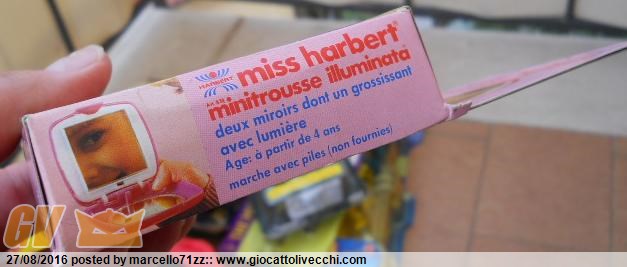 miss harbert®
HARBERT
minitrousse illuminata
deux miroirs dont un grossissant
avec lumière
Age: à partir de 4 ans
marche avec piles (non fournies)
GV
27/08/2016 posted by marcello71zz:: www.giocattolivecchi.com